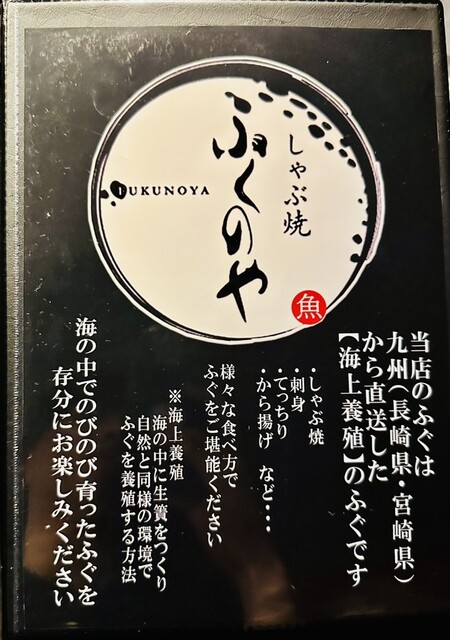 しゃぶ焼
ふくのや
FUKUNOYA
魚
当店のふぐは
九州(長崎県・宮崎県)
から直送した
【海上養殖】のふぐです
・しゃぶ焼
・刺身
・てっちり
・から揚げ など・・・
様々な食べ方で
ふぐをご堪能ください
※海上養殖
海の中に生簀をつくり
自然と同様の環境で
ふぐを養殖する方法
海の中でのびのび育ったふぐを
存分にお楽しみください